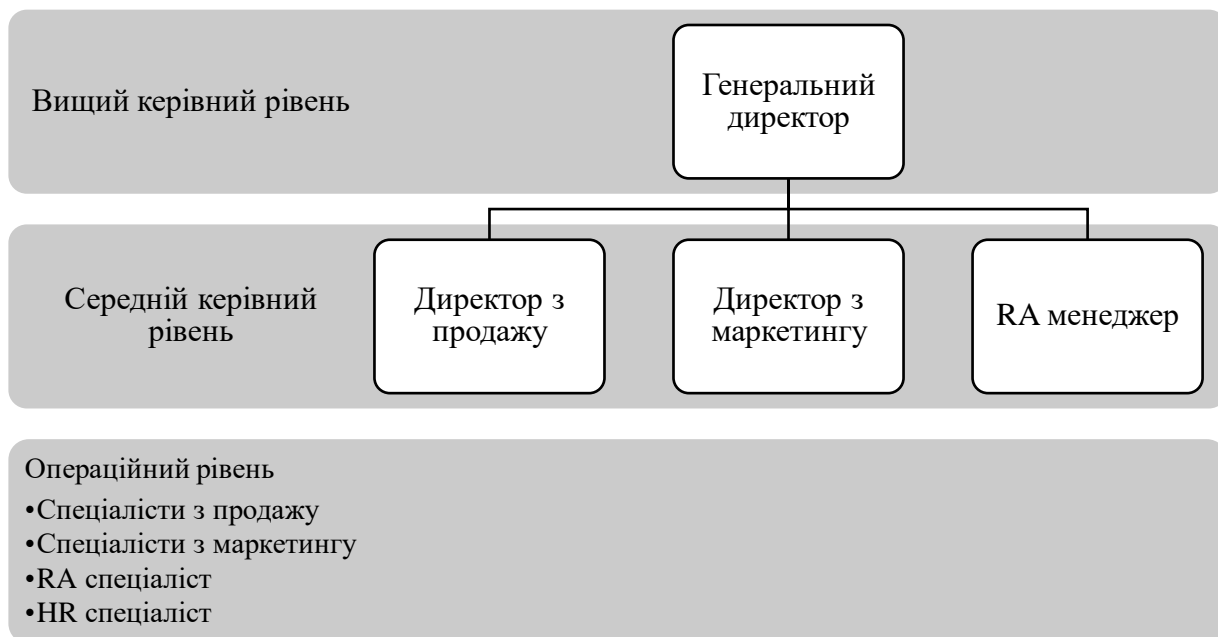 Вищий керівний рівень
Генеральний
директор
Середній керівний
рівень
Директор з
продажу
Директор з
маркетингу
RA менеджер
Операційний рівень
•Спеціалісти з продажу
•Спеціалісти з маркетингу
•RA спеціаліст
•HR спеціаліст